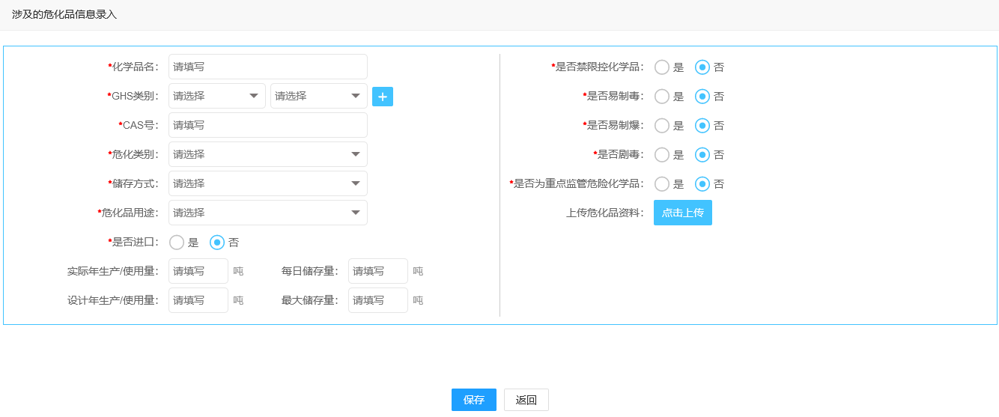 涉及的危化品信息录入
*化学品名： 请填写
*GHS类别： 请选择 请选择 +
*CAS号： 请填写
*危化类别： 请选择
*储存方式： 请选择
*危化品用途： 请选择
*是否进口： 是 否
实际年生产/使用量： 请填写 吨 每日储存量： 请填写 吨
设计年生产/使用量： 请填写 吨 最大储存量： 请填写 吨
*是否禁限控化学品： 是 否
*是否易制毒： 是 否
*是否易制爆： 是 否
*是否剧毒： 是 否
*是否为重点监管危险化学品： 是 否
上传危化品资料： 点击上传
保存 返回